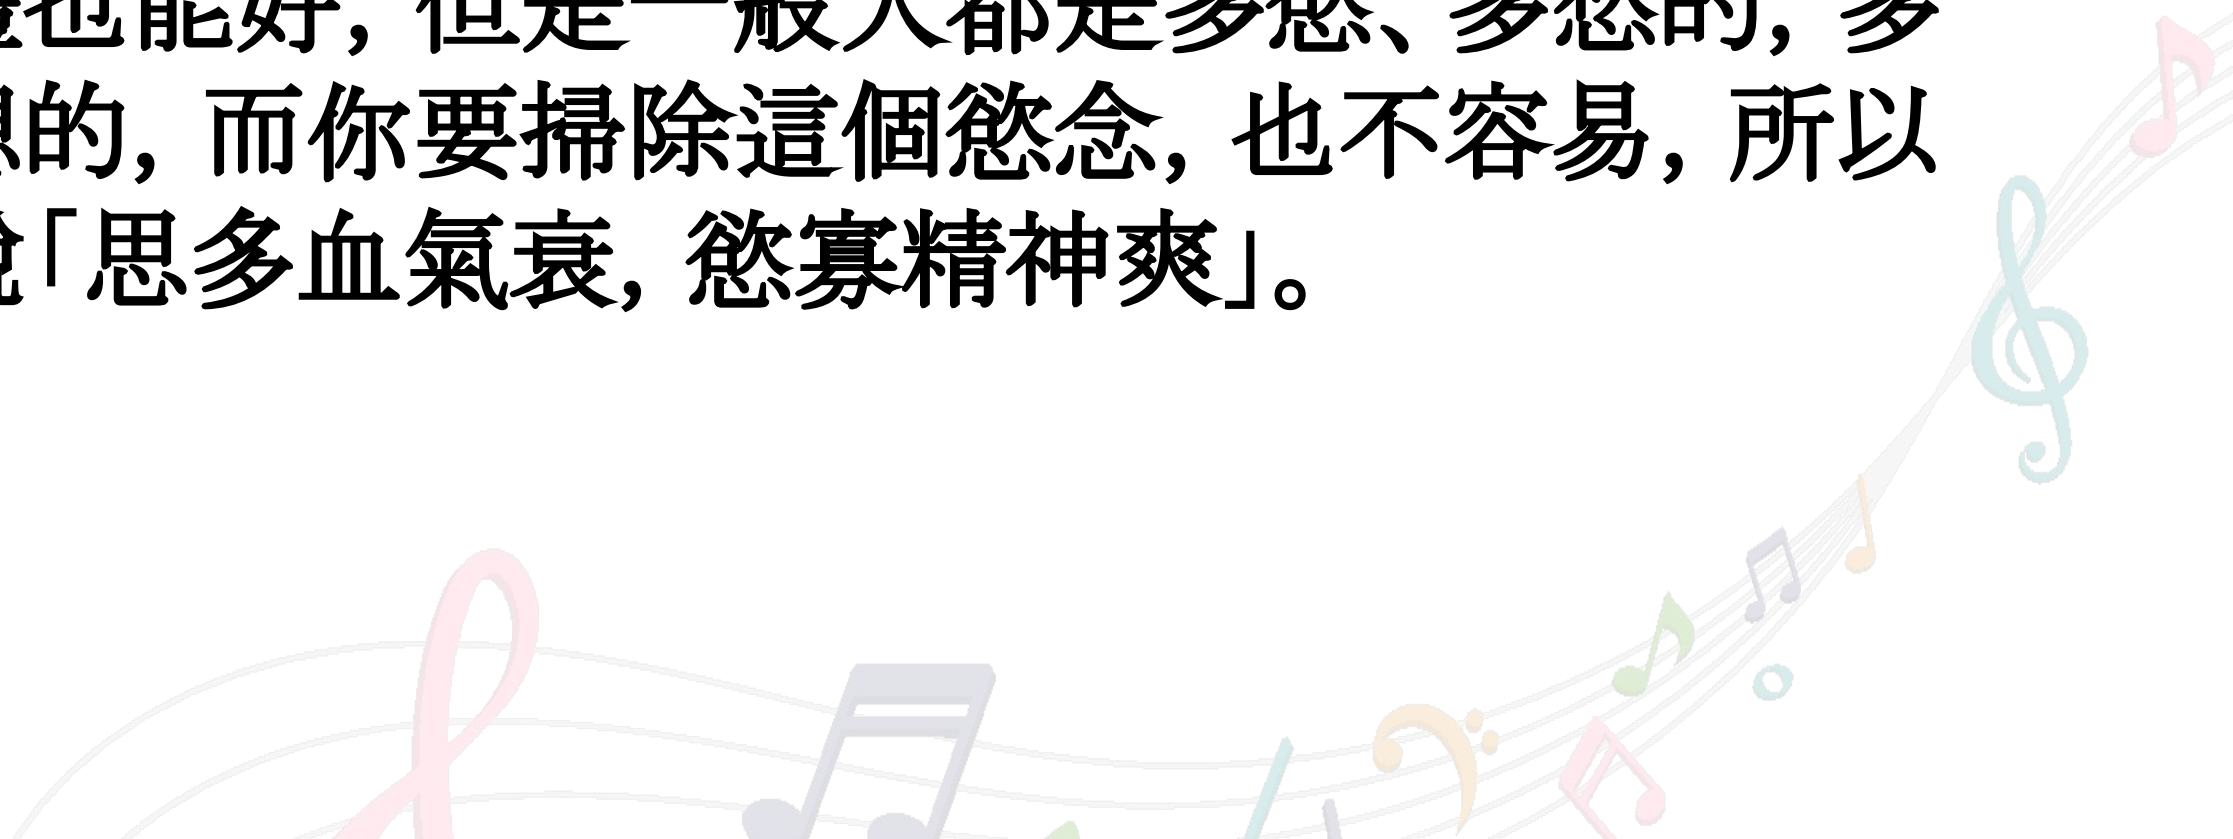 也能好，但是一般人都是多慾、多的，多
的，而你要掃除這個慾念，也不容易，所以
說「思多血氣衰，慾寡精神爽」。